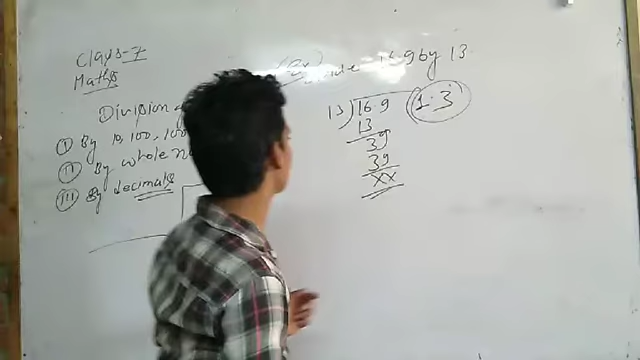 Class-7
Maths
(Ex) 16.9 by 13
Division
(I) By 10, 100, 100
(II) By whole n
(III) By decimals
13)16.9(1.3
13
39
39
XX